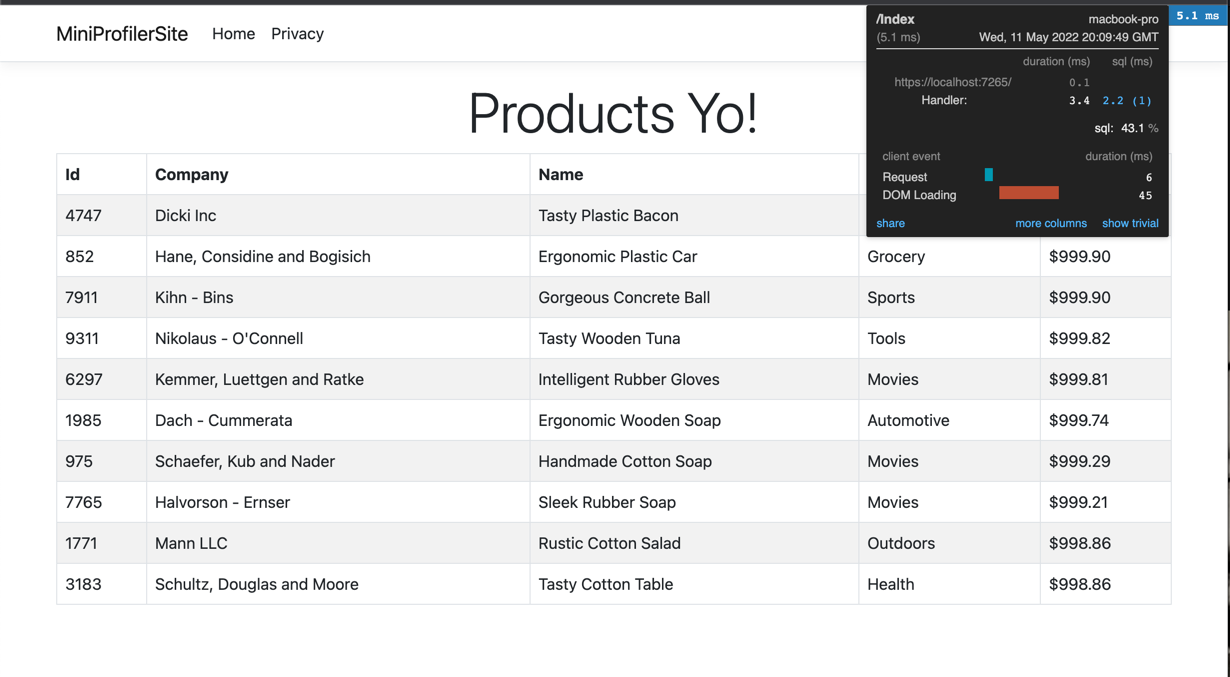 MiniProfilerSite Home Privacy
5.1 ms
/Index macbook-pro
(5.1 ms) Wed, 11 May 2022 20:09:49 GMT
duration (ms) sql (ms)
https://localhost:7265/ 0.1
Handler: 3.4 2.2 (1)
sql: 43.1 %
client event duration (ms)
Request 6
DOM Loading 45
share more columns show trivial
Products Yo!
Id Company Name
4747 Dicki Inc Tasty Plastic Bacon
852 Hane, Considine and Bogisich Ergonomic Plastic Car Grocery $999.90
7911 Kihn - Bins Gorgeous Concrete Ball Sports $999.90
9311 Nikolaus - O'Connell Tasty Wooden Tuna Tools $999.82
6297 Kemmer, Luettgen and Ratke Intelligent Rubber Gloves Movies $999.81
1985 Dach - Cummerata Ergonomic Wooden Soap Automotive $999.74
975 Schaefer, Kub and Nader Handmade Cotton Soap Movies $999.29
7765 Halvorson - Ernser Sleek Rubber Soap Movies $999.21
1771 Mann LLC Rustic Cotton Salad Outdoors $998.86
3183 Schultz, Douglas and Moore Tasty Cotton Table Health $998.86